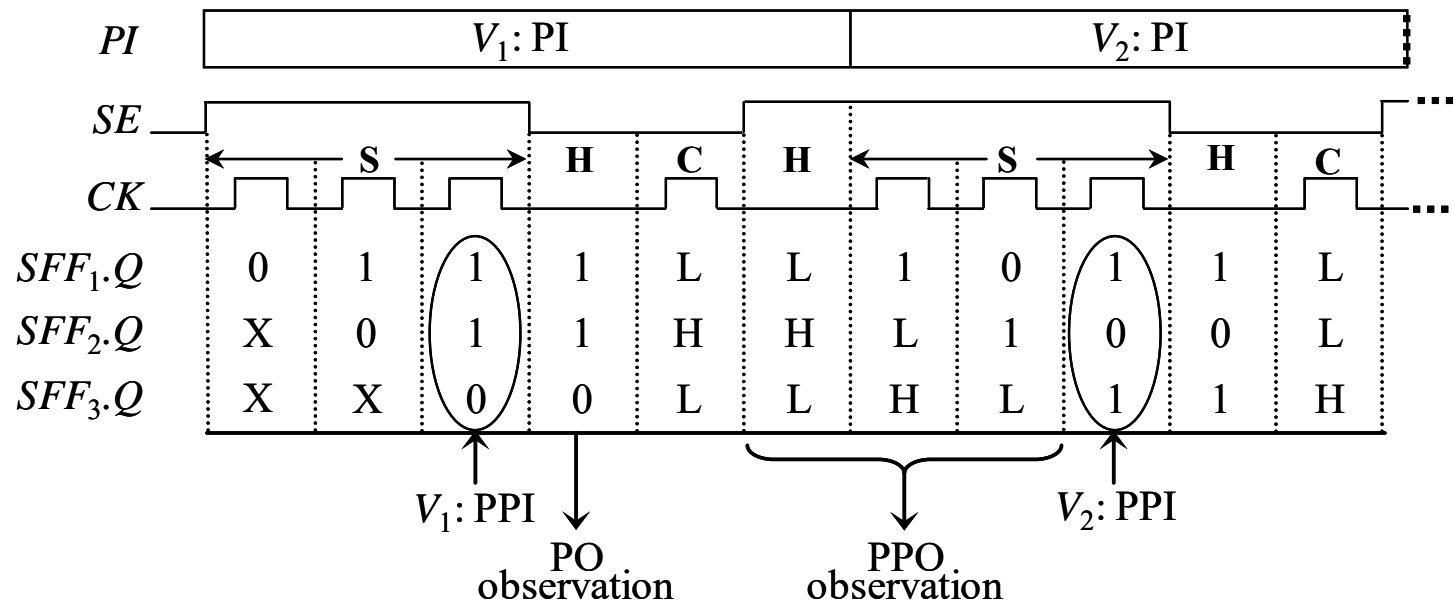 PI V₁: PI V₂: PI
SE
S H C H S H C
CK
SFF₁.Q 0 1 1 1 L L 1 0 1 1 L
SFF₂.Q X 0 1 1 H H L 1 0 0 L
SFF₃.Q X X 0 0 L L H L 1 1 H
V₁: PPI V₂: PPI
PO PPO
observation observation